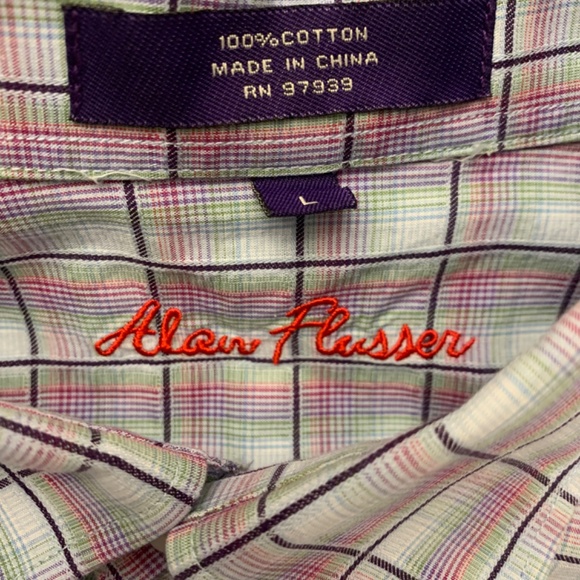 100% COTTON
MADE IN CHINA
RN 97939
L
Alan Flusser